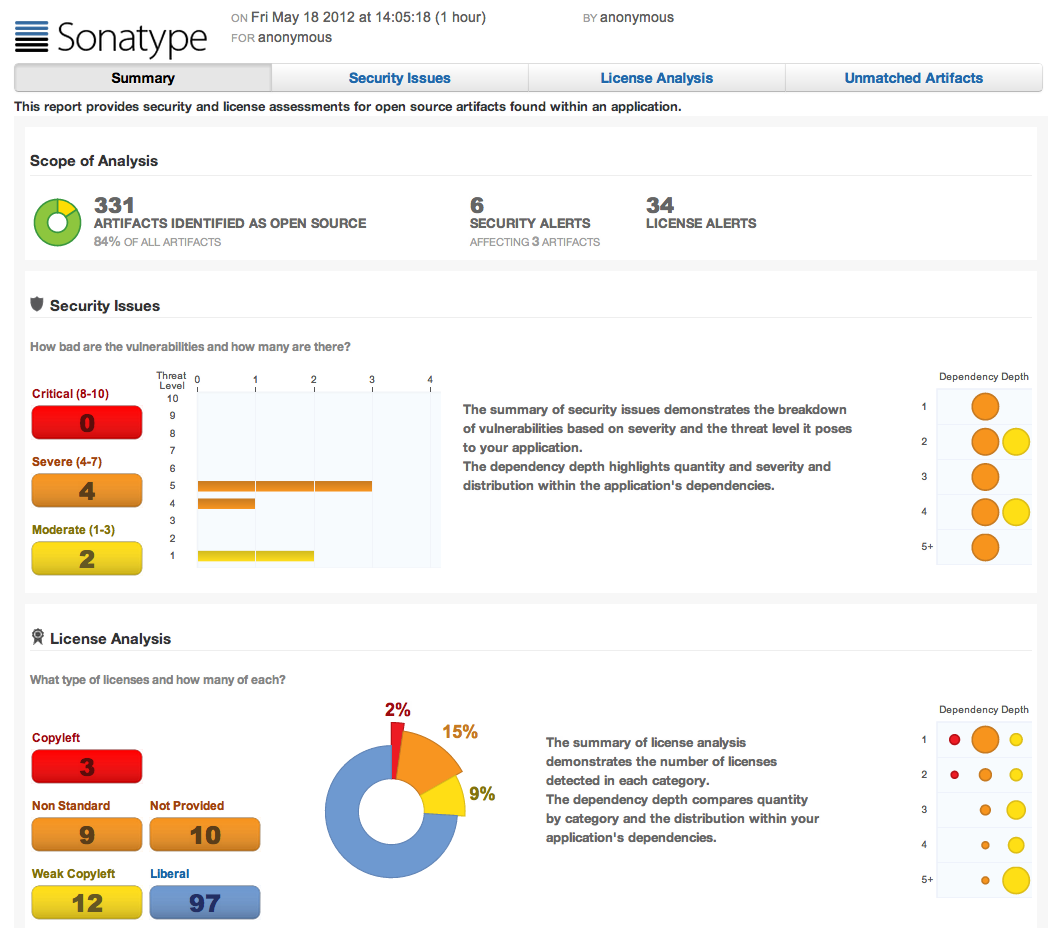 Sonatype
ON Fri May 18 2012 at 14:05:18 (1 hour)
BY anonymous
FOR anonymous
Summary
Security Issues
License Analysis
Unmatched Artifacts
This report provides security and license assessments for open source artifacts found within an application.
Scope of Analysis
331
ARTIFACTS IDENTIFIED AS OPEN SOURCE
84% OF ALL ARTIFACTS
6
SECURITY ALERTS
AFFECTING 3 ARTIFACTS
34
LICENSE ALERTS
Security Issues
How bad are the vulnerabilities and how many are there?
Critical (8-10)
0
Severe (4-7)
4
Moderate (1-3)
2
Threat
Level
0 1 2 3 4
10
9
8
7
6
5
4
3
2
1
The summary of security issues demonstrates the breakdown
of vulnerabilities based on severity and the threat level it poses
to your application.
The dependency depth highlights quantity and severity and
distribution within the application's dependencies.
Dependency Depth
1
2
3
4
5+
License Analysis
What type of licenses and how many of each?
Copyleft
3
Non Standard
9
Not Provided
10
Weak Copyleft
12
Liberal
97
2%
15%
9%
The summary of license analysis
demonstrates the number of licenses
detected in each category.
The dependency depth compares quantity
by category and the distribution within your
application's dependencies.
Dependency Depth
1
2
3
4
5+